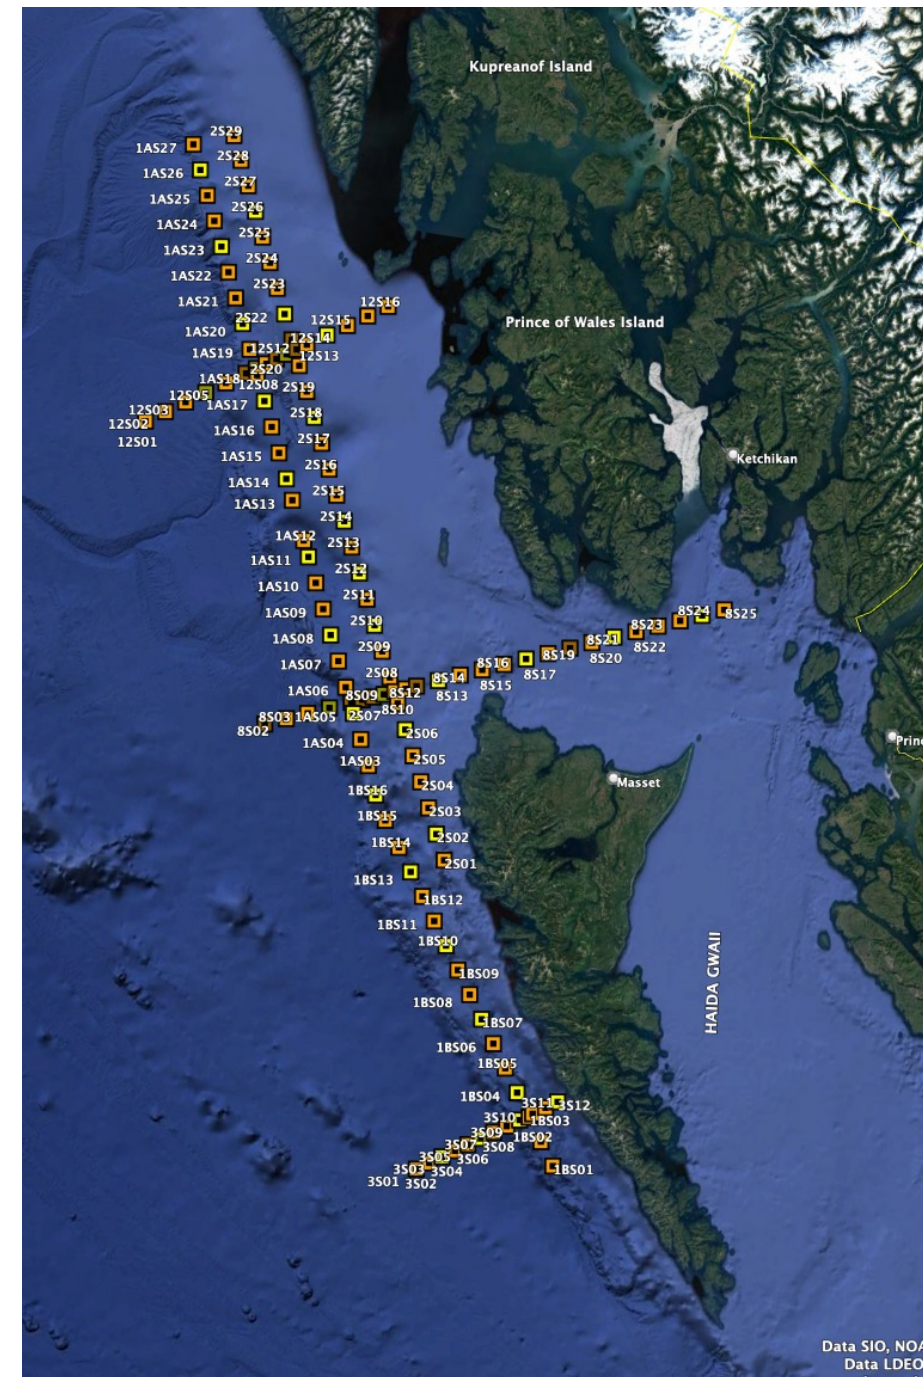 Kupreanof Island
2S29
1AS27
2S28
1AS26
2S27
1AS25
2S26
1AS24
2S25
1AS23
2S24
1AS22
2S23
1AS21
12S16
2S22
12S15
Prince of Wales Island
1AS20
12S14
1AS19
12S12
12S13
2S20
1AS18
12S08
2S19
12S05
1AS17
12S03
2S18
12S02
1AS16
12S01
2S17
1AS15
Ketchikan
2S16
1AS14
2S15
1AS13
2S14
1AS12
2S13
1AS11
2S12
1AS10
2S11
1AS09
8S24
8S25
2S10
8S23
1AS08
8S21
8S22
2S09
8S19
8S20
1AS07
8S16
8S17
2S08
8S14
8S15
1AS06
8S09
8S12
8S13
8S10
8S03
1AS05
2S07
8S02
2S06
1AS04
Prin
2S05
1AS03
Masset
2S04
1BS16
2S03
1BS15
2S02
1BS14
2S01
1BS13
1BS12
1BS11
1BS10
HAIDA GWAII
1BS09
1BS08
1BS07
1BS06
1BS05
1BS04
3S11
3S12
3S10
1BS03
3S09
1BS02
3S07
3S08
3S05
3S06
3S03
3S04
1BS01
3S01
3S02
Data SIO, NOA
Data LDEO